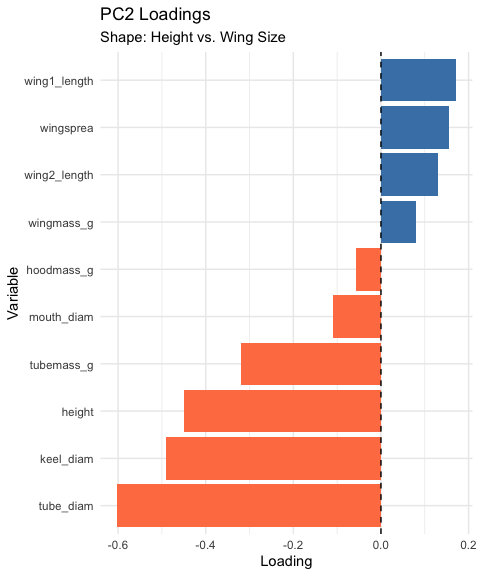 PC2 Loadings
Shape: Height vs. Wing Size
Variable
wing1_length
wingsprea
wing2_length
wingmass_g
hoodmass_g
mouth_diam
tubemass_g
height
keel_diam
tube_diam
-0.6 -0.4 -0.2 0.0 0.2
Loading